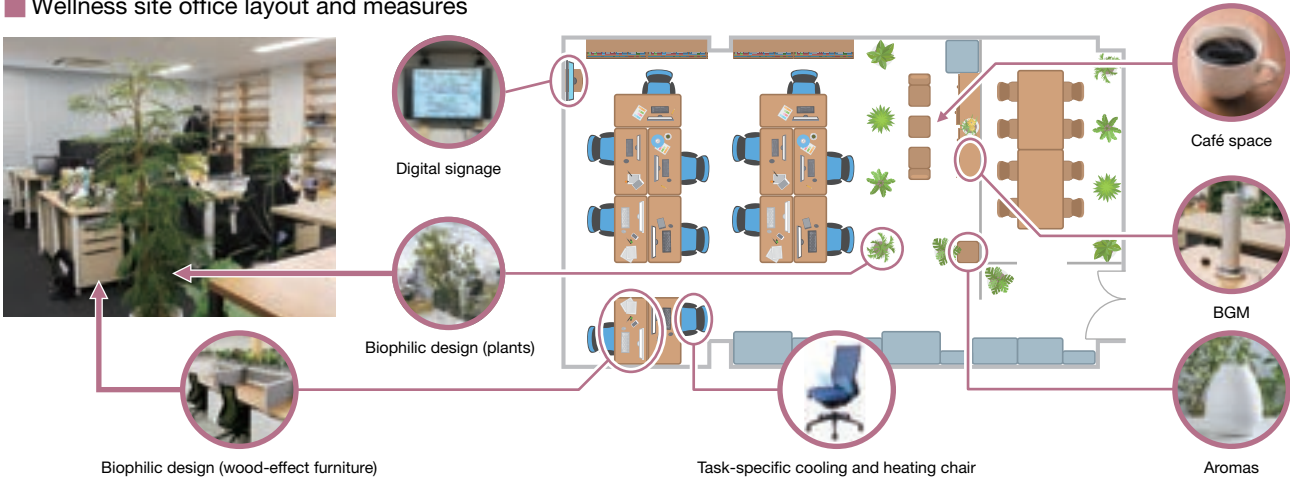 Wellness site office layout and measures
Digital signage
Café space
Biophilic design (plants)
BGM
Biophilic design (wood-effect furniture)
Task-specific cooling and heating chair
Aromas